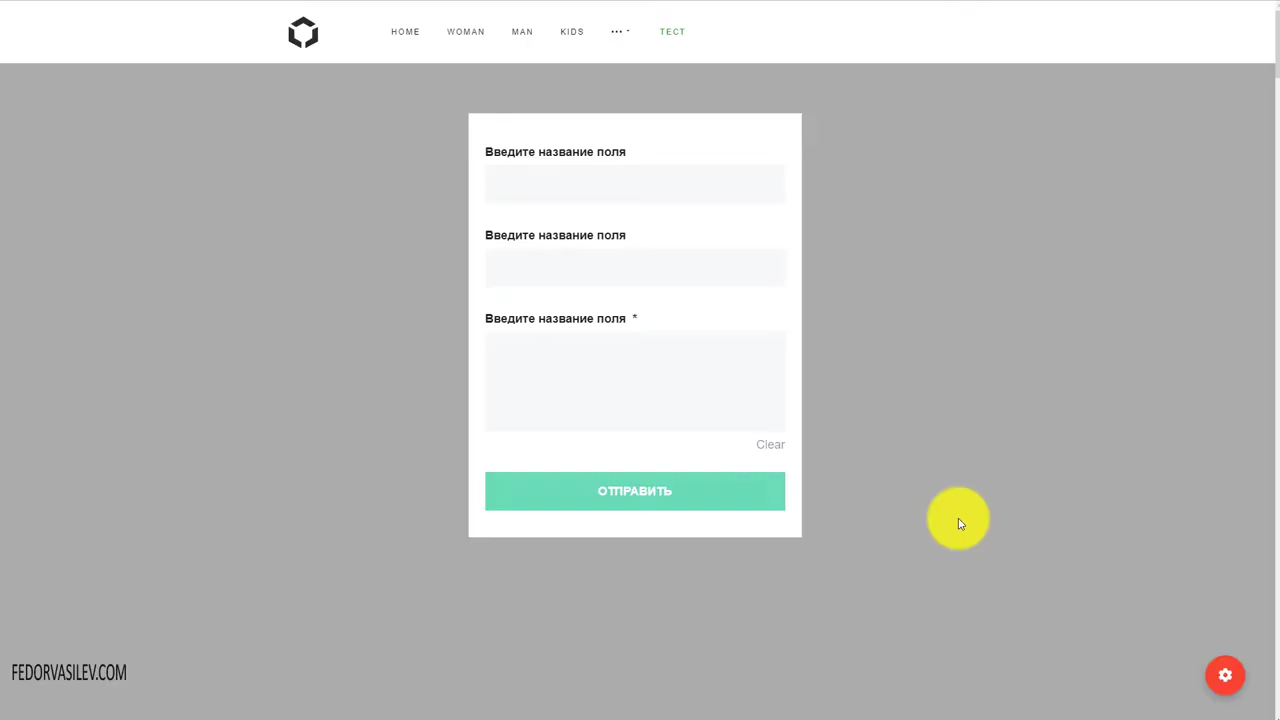 HOME WOMAN MAN KIDS ••• ТЕСТ
Введите название поля
Введите название поля
Введите название поля *
Clear
ОТПРАВИТЬ
FEDORVASILEV.COM